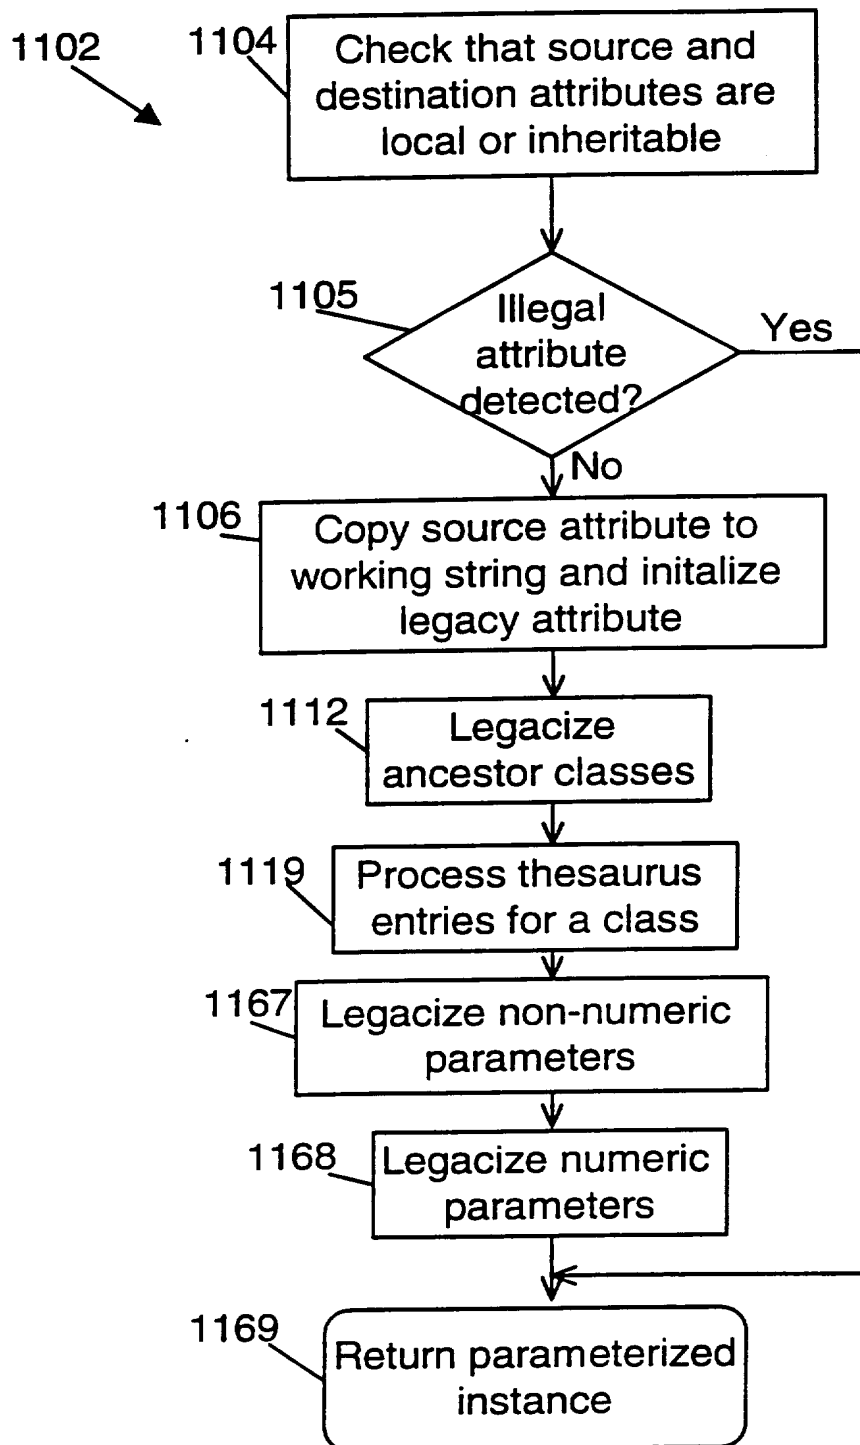 1102
1104
Check that source and
destination attributes are
local or inheritable
1105
Illegal
attribute
detected?
Yes
No
1106
Copy source attribute to
working string and initalize
legacy attribute
1112
Legacize
ancestor classes
1119
Process thesaurus
entries for a class
1167
Legacize non-numeric
parameters
1168
Legacize numeric
parameters
1169
Return parameterized
instance